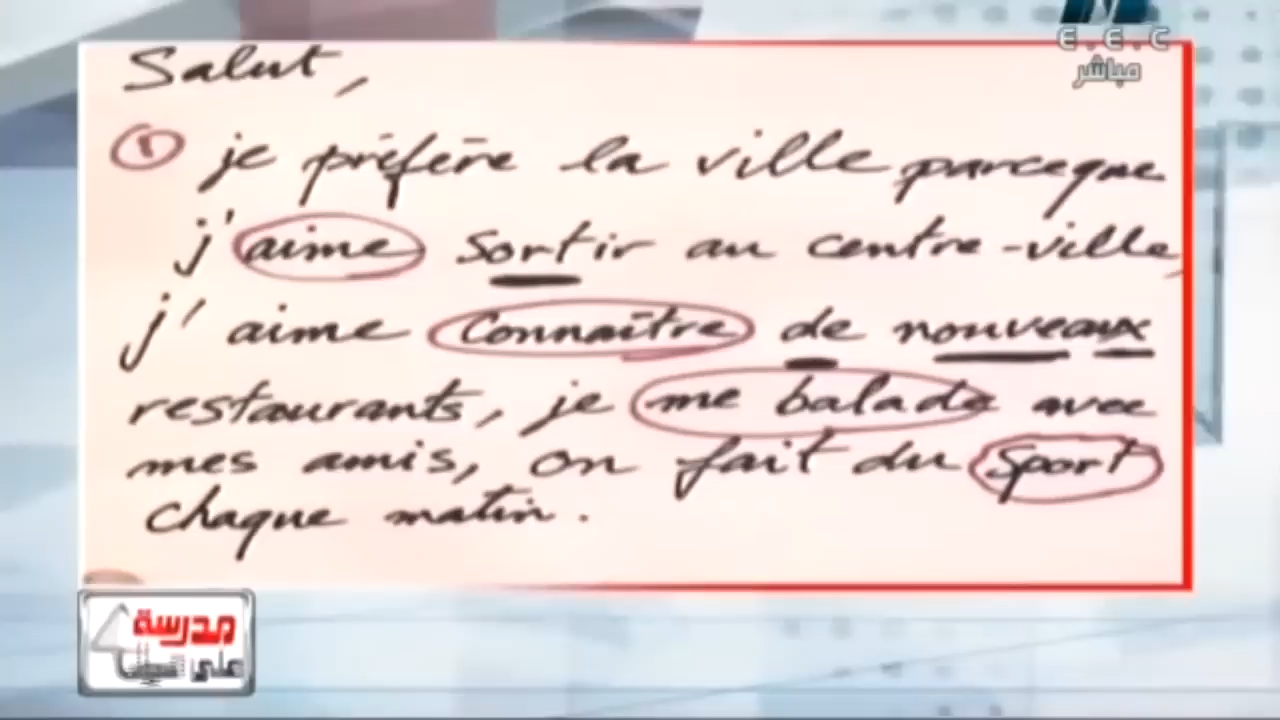 E.E.C
مباشر
Salut,
1 je préfère la ville parceque
j'aime Sortir au centre-ville,
j'aime Connaître de nouveaux
restaurants, je me balade avec
mes amis, on fait du Sport
chaque matin.
مدرسة
على